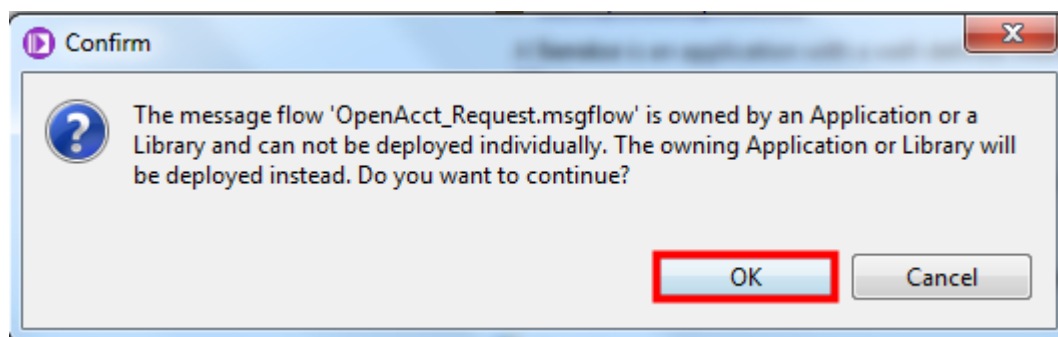 Confirm
The message flow 'OpenAcct_Request.msgflow' is owned by an Application or a
Library and can not be deployed individually. The owning Application or Library will
be deployed instead. Do you want to continue?
OK
Cancel